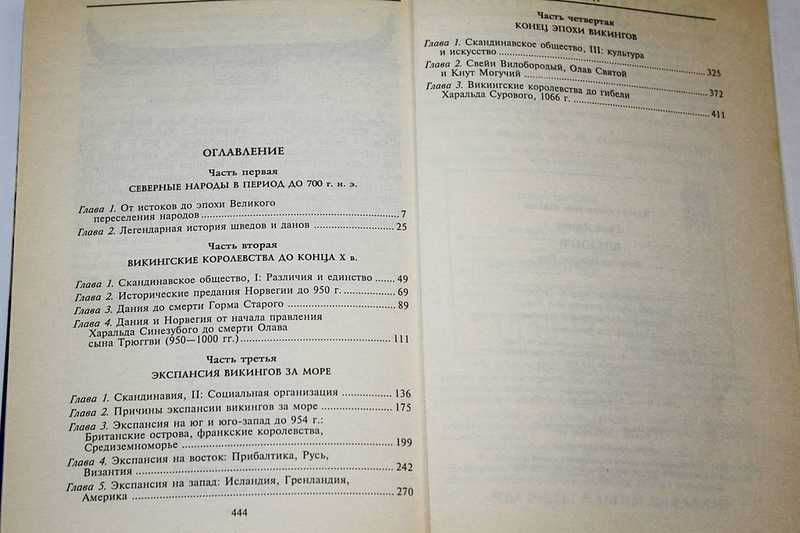 ОГЛАВЛЕНИЕ
Часть первая
СЕВЕРНЫЕ НАРОДЫ В ПЕРИОД ДО 700 г. н. э.
Глава 1. От истоков до эпохи Великого
переселения народов 7
Глава 2. Легендарная история шведов и данов 25
Часть вторая
ВИКИНГСКИЕ КОРОЛЕВСТВА ДО КОНЦА X в.
Глава 1. Скандинавское общество, I: Различия и единство 49
Глава 2. Исторические предания Норвегии до 950 г. 69
Глава 3. Дания до смерти Горма Старого 89
Глава 4. Дания и Норвегия от начала правления
Харальда Синезубого до смерти Олава
сына Трюггви (950—1000 гг.) 111
Часть третья
ЭКСПАНСИЯ ВИКИНГОВ ЗА МОРЕ
Глава 1. Скандинавия, II: Социальная организация 136
Глава 2. Причины экспансии викингов за море 175
Глава 3. Экспансия на юг и юго-запад до 954 г.:
Британские острова, франкские королевства,
Средиземноморье 199
Глава 4. Экспансия на восток: Прибалтика, Русь,
Византия 242
Глава 5. Экспансия на запад: Исландия, Гренландия,
Америка 270
444
Часть четвертая
КОНЕЦ ЭПОХИ ВИКИНГОВ
Глава 1. Скандинавское общество, III: культура
и искусство 325
Глава 2. Свейн Вилобородый, Олав Святой
и Кнут Могучий 372
Глава 3. Викингские королевства до гибели
Харальда Сурового, 1066 г. 411